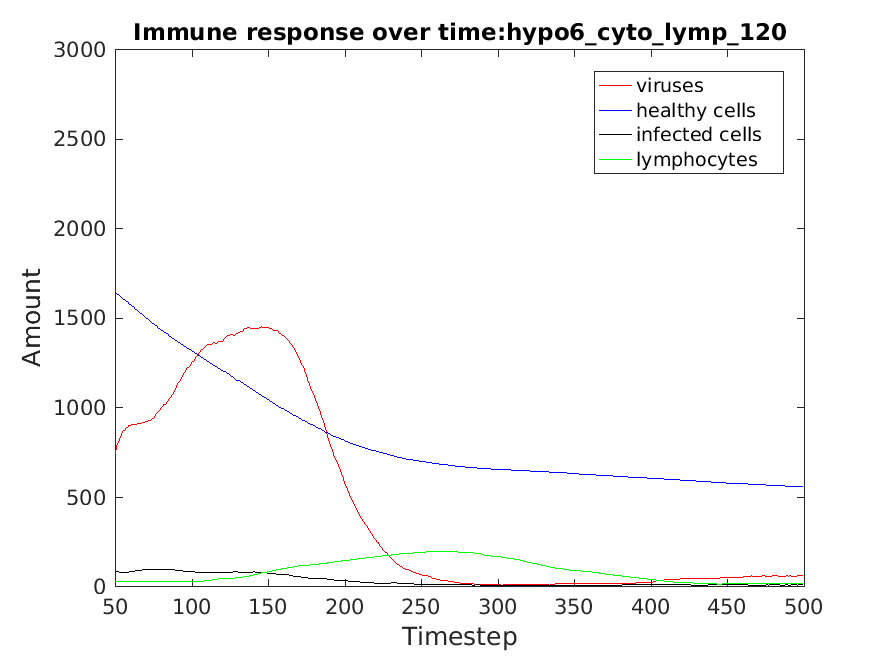 Immune response over time:hypo6_cyto_lymp_120
3000
2500
2000
1500
1000
500
0
Amount
viruses
healthy cells
infected cells
lymphocytes
50 100 150 200 250 300 350 400 450 500
Timestep